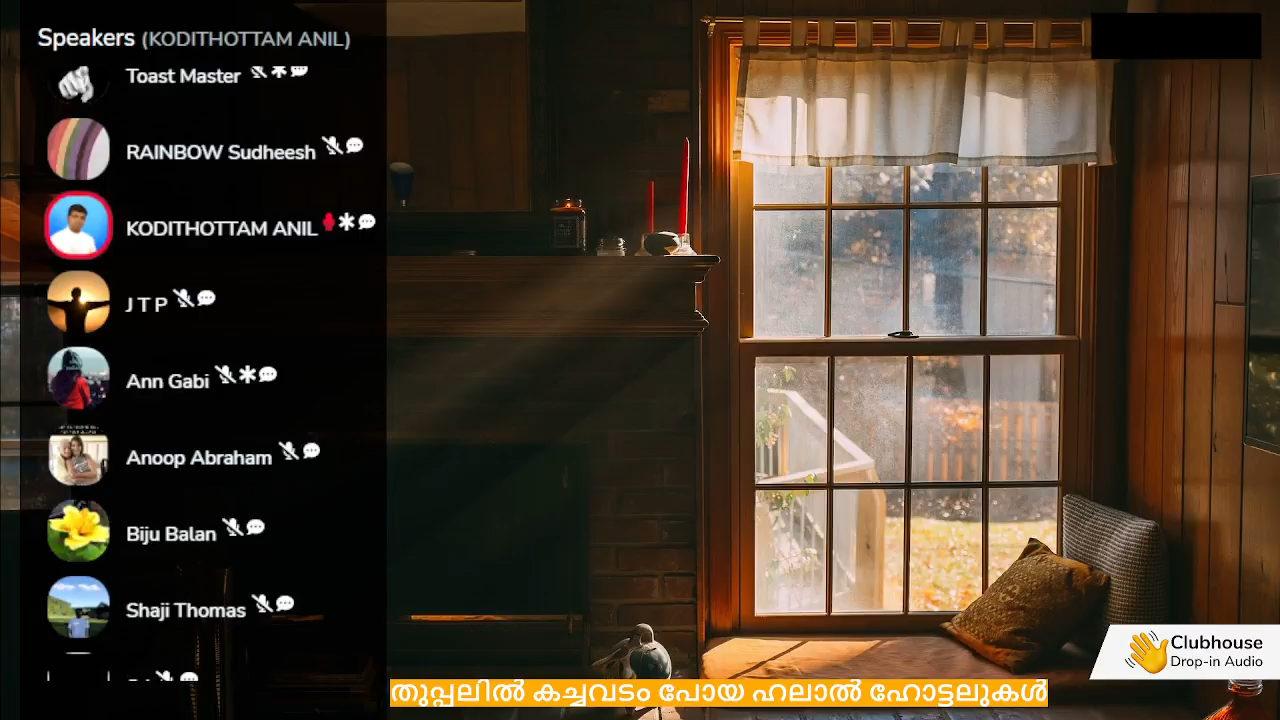 Speakers (KODITHOTTAM ANIL)
Toast Master
RAINBOW Sudheesh
KODITHOTTAM ANIL
J T P
Ann Gabi
Anoop Abraham
Biju Balan
Shaji Thomas
Clubhouse
Drop-in Audio
തുപ്പലിൽ കച്ചവടം പോയ ഹലാൽ ഹോട്ടലുകൾ